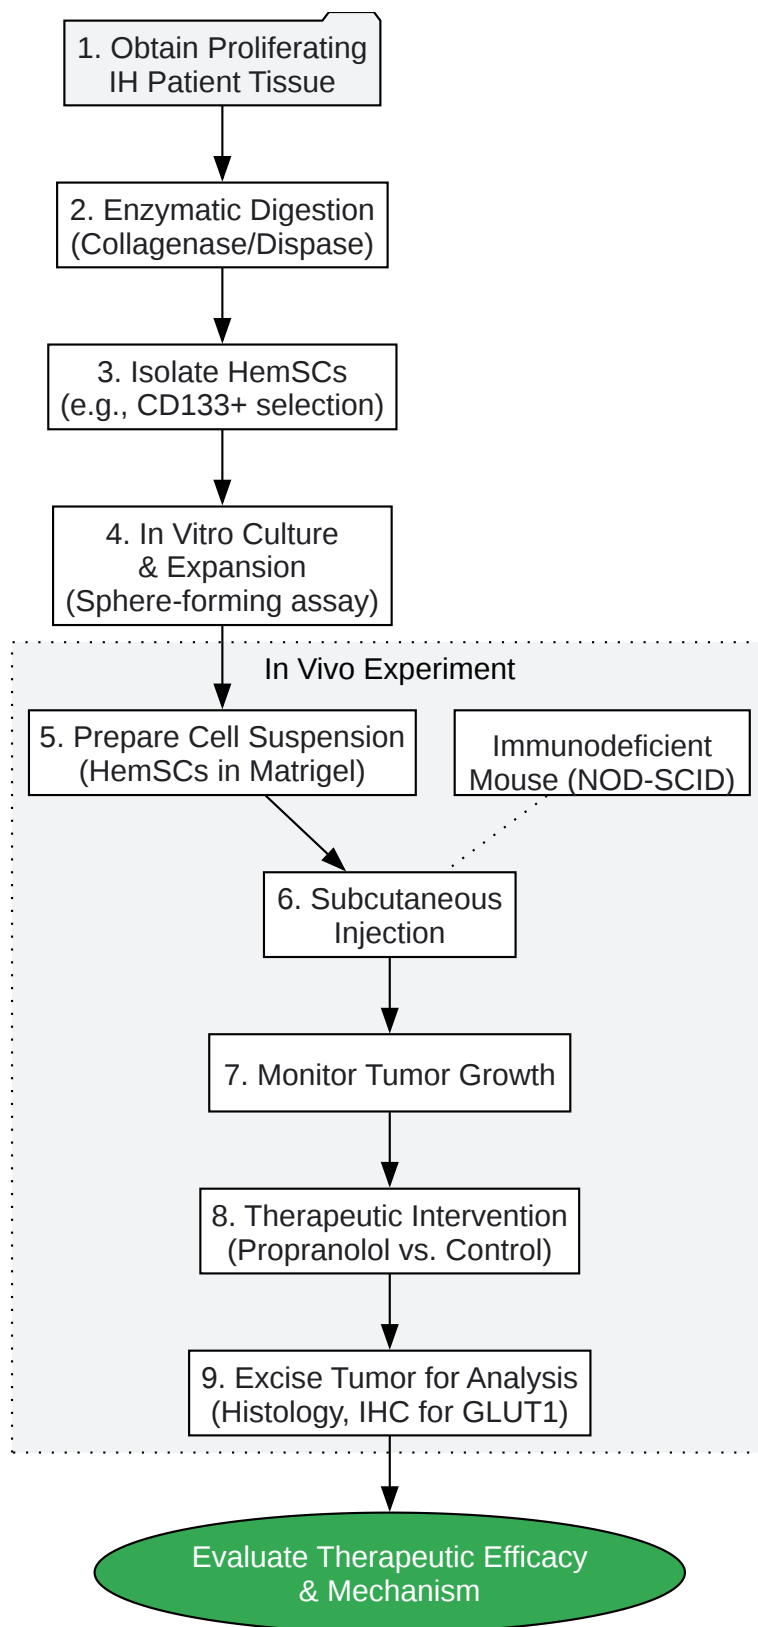 1. Obtain Proliferating
IH Patient Tissue
2. Enzymatic Digestion
(Collagenase/Dispase)
3. Isolate HemSCs
(e.g., CD133+ selection)
4. In Vitro Culture
& Expansion
(Sphere-forming assay)
In Vivo Experiment
5. Prepare Cell Suspension
(HemSCs in Matrigel)
Immunodeficient
Mouse (NOD-SCID)
6. Subcutaneous
Injection
7. Monitor Tumor Growth
8. Therapeutic Intervention
(Propranolol vs. Control)
9. Excise Tumor for Analysis
(Histology, IHC for GLUT1)
Evaluate Therapeutic Efficacy
& Mechanism